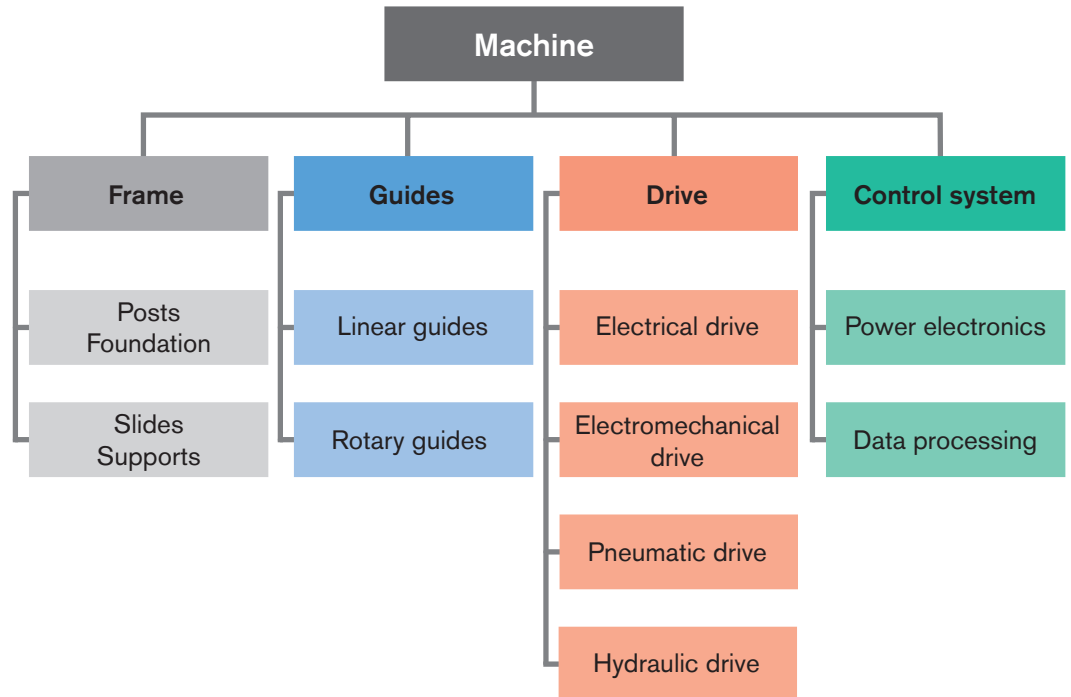 Machine
Frame
Guides
Drive
Control system
Posts
Foundation
Linear guides
Electrical drive
Power electronics
Slides
Supports
Rotary guides
Electromechanical
drive
Data processing
Pneumatic drive
Hydraulic drive